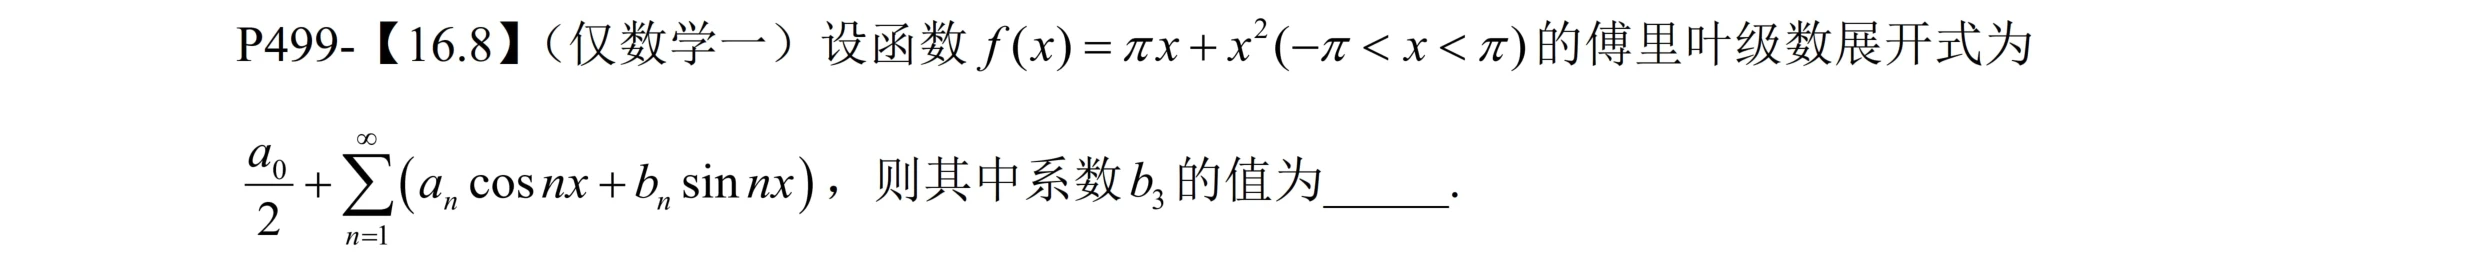 P499-【16.8】（仅数学一）设函数 f(x) = πx + x²(−π < x < π)的傅里叶级数展开式为
a₀/2 + ∑_{n=1}^{∞}(aₙ cos nx + bₙ sin nx)，则其中系数 b₃ 的值为______.